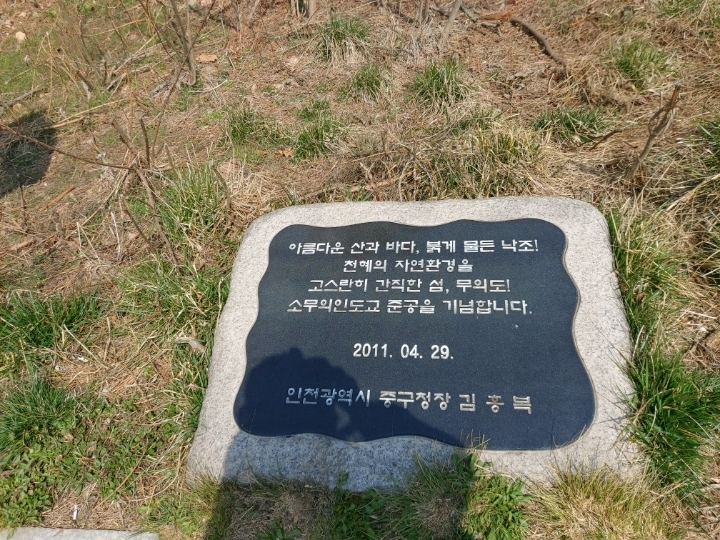 아름다운 산과 바다, 붉게 물든 낙조!
천혜의 자연환경을
고스란히 간직한 섬, 무의도!
소무의인도교 준공을 기념합니다.
2011. 04. 29.
인천광역시 중구청장 김홍복